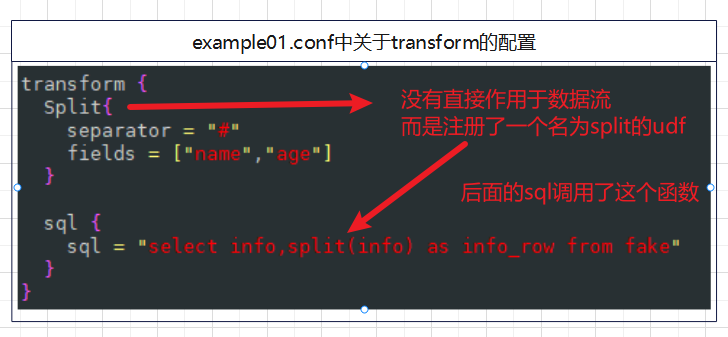 example01.conf中关于transform的配置
transform {
Split{
separator = "#"
fields = ["name","age"]
}
sql {
sql = "select info,split(info) as info_row from fake"
}
}
没有直接作用于数据流
而是注册了一个名为split的udf
后面的sql调用了这个函数